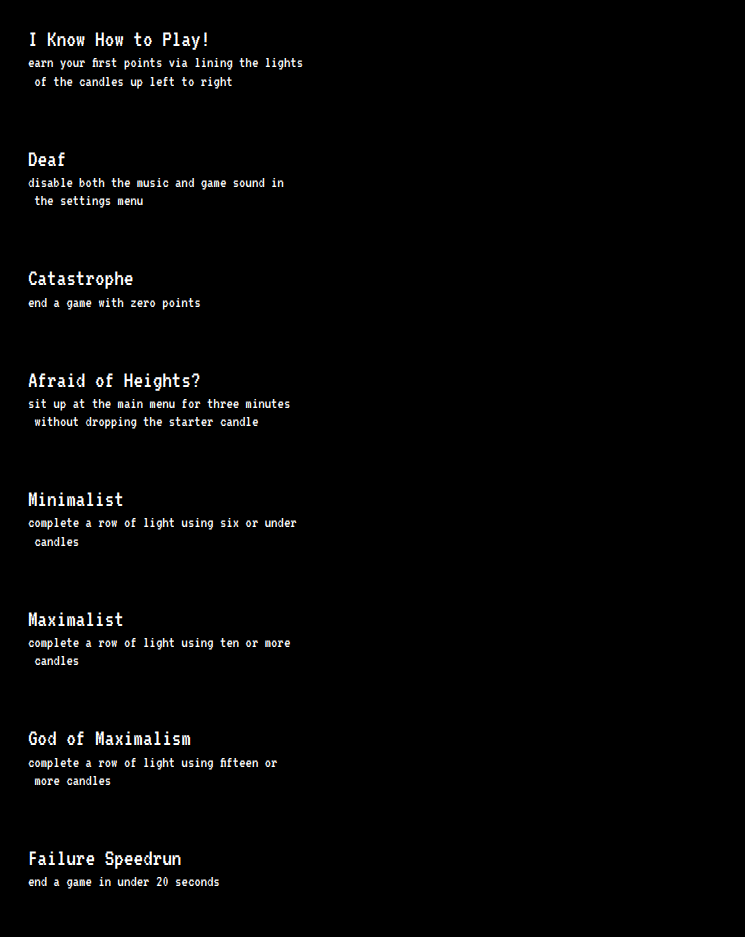 I Know How to Play!
earn your first points via lining the lights
of the candles up left to right
Deaf
disable both the music and game sound in
the settings menu
Catastrophe
end a game with zero points
Afraid of Heights?
sit up at the main menu for three minutes
without dropping the starter candle
Minimalist
complete a row of light using six or under
candles
Maximalist
complete a row of light using ten or more
candles
God of Maximalism
complete a row of light using fifteen or
more candles
Failure Speedrun
end a game in under 20 seconds